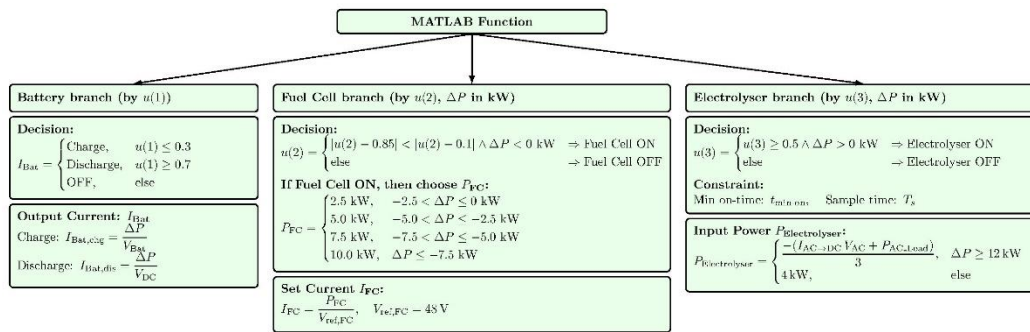 MATLAB Function
Battery branch (by u(1))
Decision:
I_Bat = { Charge, u(1) ≤ 0.3
Discharge, u(1) ≥ 0.7
OFF, else
Output Current: I_Bat
Charge: I_Bat,chg = ΔP / V_Bat
Discharge: I_Bat,dis = ΔP / V_DC
Fuel Cell branch (by u(2), ΔP in kW)
Decision:
u(2) = { |u(2) − 0.85| < |u(2) − 0.1| ∧ ΔP < 0 kW ⇒ Fuel Cell ON
else ⇒ Fuel Cell OFF
If Fuel Cell ON, then choose P_FC:
P_FC = { 2.5 kW, −2.5 < ΔP ≤ 0 kW
5.0 kW, −5.0 < ΔP ≤ −2.5 kW
7.5 kW, −7.5 < ΔP ≤ −5.0 kW
10.0 kW, ΔP ≤ −7.5 kW
Set Current I_FC:
I_FC = P_FC / V_ref,FC, V_ref,FC = 48 V
Electrolyser branch (by u(3), ΔP in kW)
Decision:
u(3) = { u(3) ≥ 0.5 ∧ ΔP > 0 kW ⇒ Electrolyser ON
else ⇒ Electrolyser OFF
Constraint:
Min on-time: t_min on, Sample time: T_s
Input Power P_Electrolyser:
P_Electrolyser = { −(I_AC→DC V_AC + P_AC,Load) / 3, ΔP ≥ 12 kW
4 kW, else